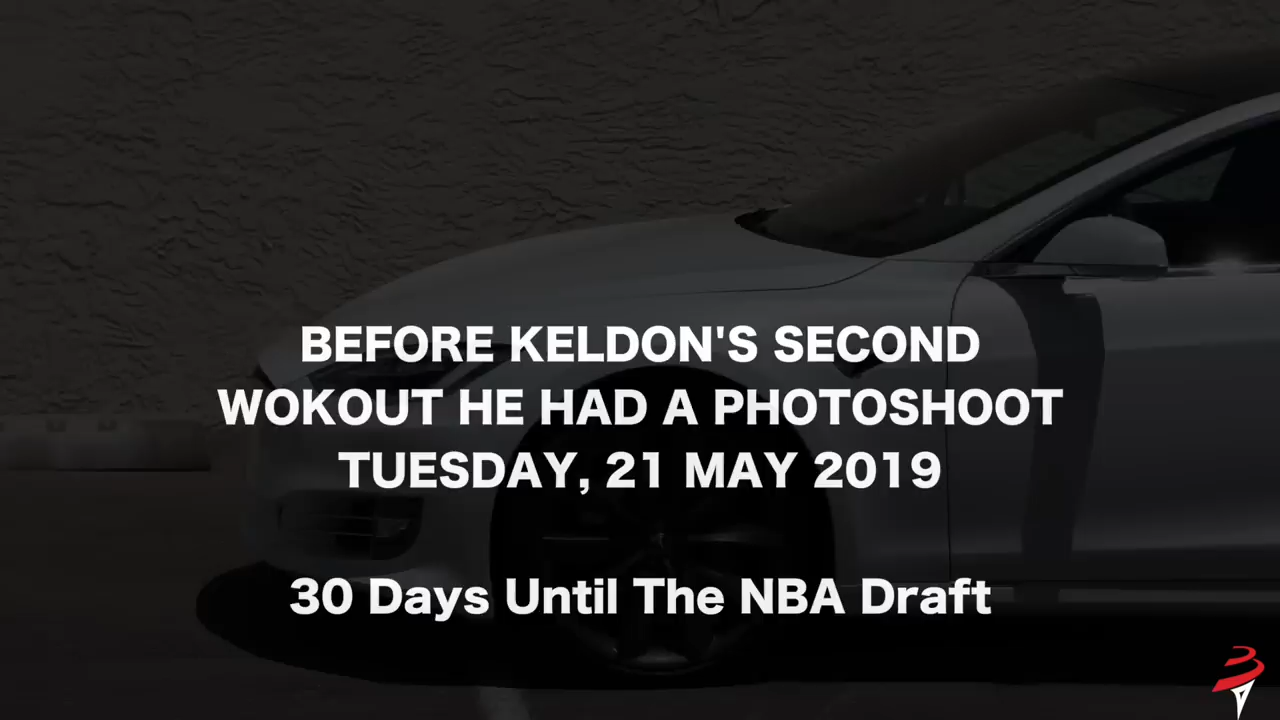 BEFORE KELDON'S SECOND
WOKOUT HE HAD A PHOTOSHOOT
TUESDAY, 21 MAY 2019
30 Days Until The NBA Draft